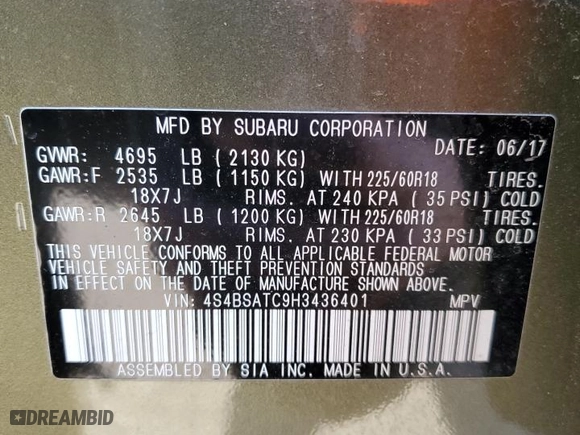 MFD BY SUBARU CORPORATION
DATE: 06/17
GVWR: 4695 LB (2130 KG)
GAWR:F 2535 LB (1150 KG) WITH 225/60R18 TIRES.
18X7J RIMS. AT 240 KPA ( 35 PSI) COLD
GAWR:R 2645 LB (1200 KG) WITH 225/60R18 TIRES.
18X7J RIMS. AT 230 KPA ( 33 PSI) COLD
THIS VEHICLE CONFORMS TO ALL APPLICABLE FEDERAL MOTOR
VEHICLE SAFETY AND THEFT PREVENTION STANDARDS
IN EFFECT ON THE DATE OF MANUFACTURE SHOWN ABOVE.
VIN: 4S4BSATC9H3436401 MPV
ASSEMBLED BY SIA INC. MADE IN U.S.A.
DREAMBID